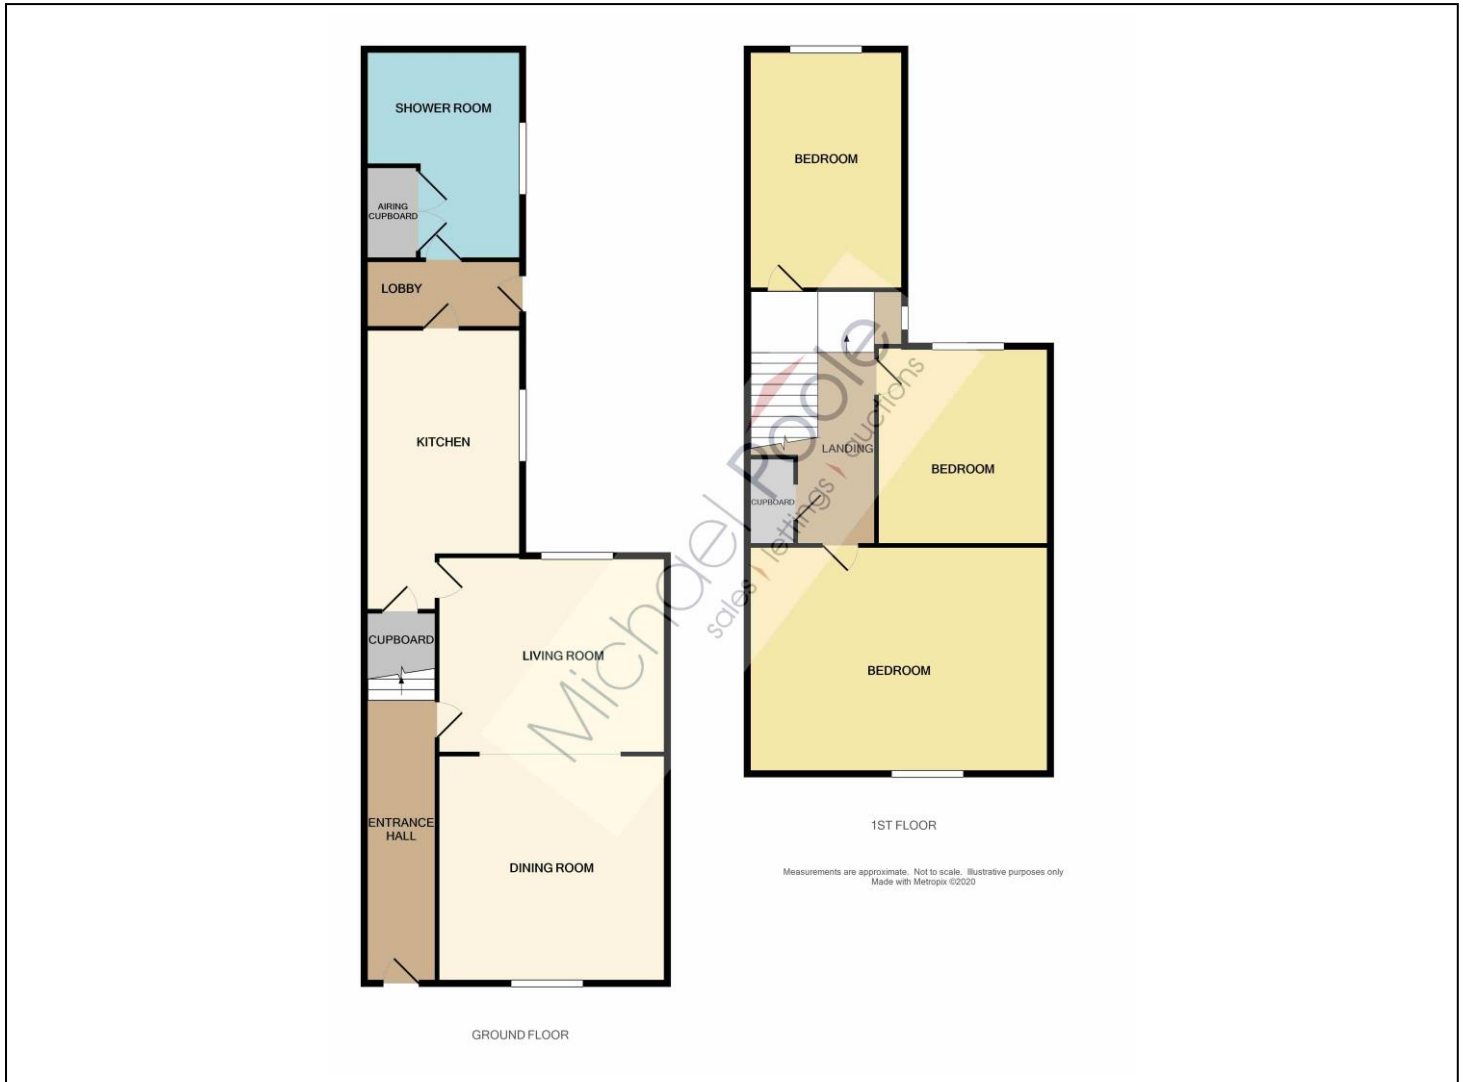 SHOWER ROOM
AIRING
CUPBOARD
LOBBY
KITCHEN
CUPBOARD
LIVING ROOM
ENTRANCE
HALL
DINING ROOM
GROUND FLOOR
BEDROOM
LANDING
CUPBOARD
BEDROOM
BEDROOM
1ST FLOOR
Measurements are approximate. Not to scale. Illustrative purposes only
Made with Metropix ©2020
Michael Poole
sales lettings auctions